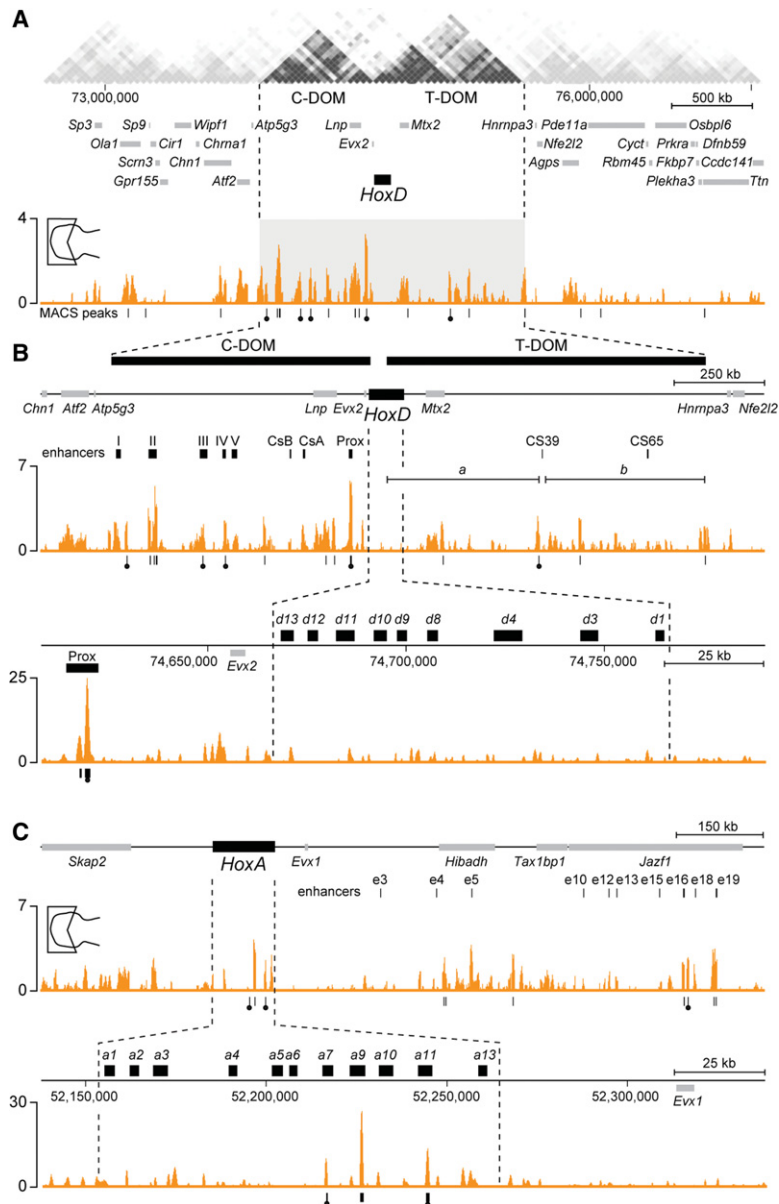 A
C-DOM T-DOM
73,000,000 76,000,000 500 kb
Sp3 Sp9 Wipf1 Atp5g3 Lnp Mtx2 Hnrnpa3 Pde11a Osbpl6
Ola1 Cir1 Chrna1 Evx2 Nfe2l2 Cyct Prkra Dfnb59
Scrn3 Chn1 Agps Rbm45 Fkbp7 Ccdc141
Gpr155 Atf2 HoxD Plekha3 Ttn
4
0
MACS peaks
B
C-DOM T-DOM
250 kb
Chn1 Atf2 Atp5g3 Lnp Evx2 HoxD Mtx2 Hnrnpa3 Nfe2l2
enhancers I II III IV V CsB CsA Prox CS39 CS65
a b
7
0
d13 d12 d11 d10 d9 d8 d4 d3 d1
Prox 74,650,000 Evx2 74,700,000 74,750,000 25 kb
25
0
C
150 kb
Skap2 HoxA Evx1 Hibadh Tax1bp1 Jazf1
enhancers e3 e4 e5 e10 e12 e13 e15 e16 e18 e19
7
0
a1 a2 a3 a4 a5 a6 a7 a9 a10 a11 a13
25 kb
52,150,000 52,200,000 52,250,000 52,300,000 Evx1
30
0